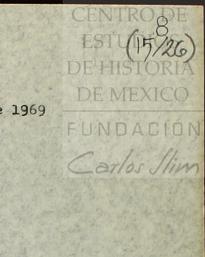 CENTRO DE
8
ESTUDIOS
(15/26)
DE HISTORIA
DE MEXICO
e 1969
FUNDACIÓN
Carlos Slim